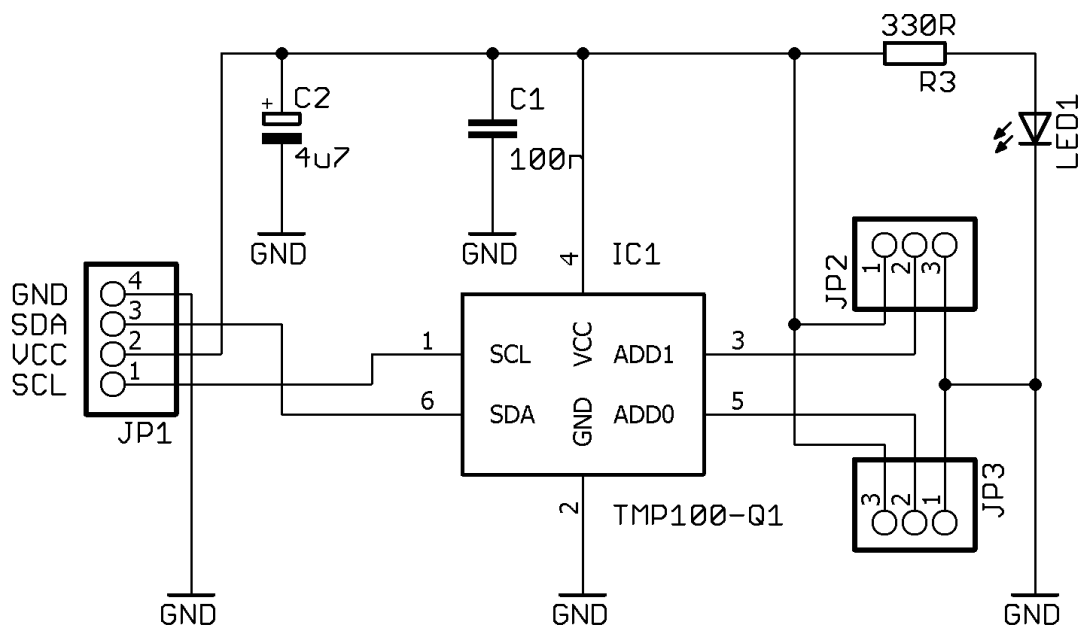 330R
R3
LED1
C2
+
4u7
GND
C1
100n
GND
4
IC1
JP2
1
2
3
GND
SDA
VCC
SCL
4
3
2
1
JP1
1
6
SCL
SDA
VCC
GND
ADD1
ADD0
3
5
2
TMP100-Q1
3
2
1
JP3
GND
GND
GND